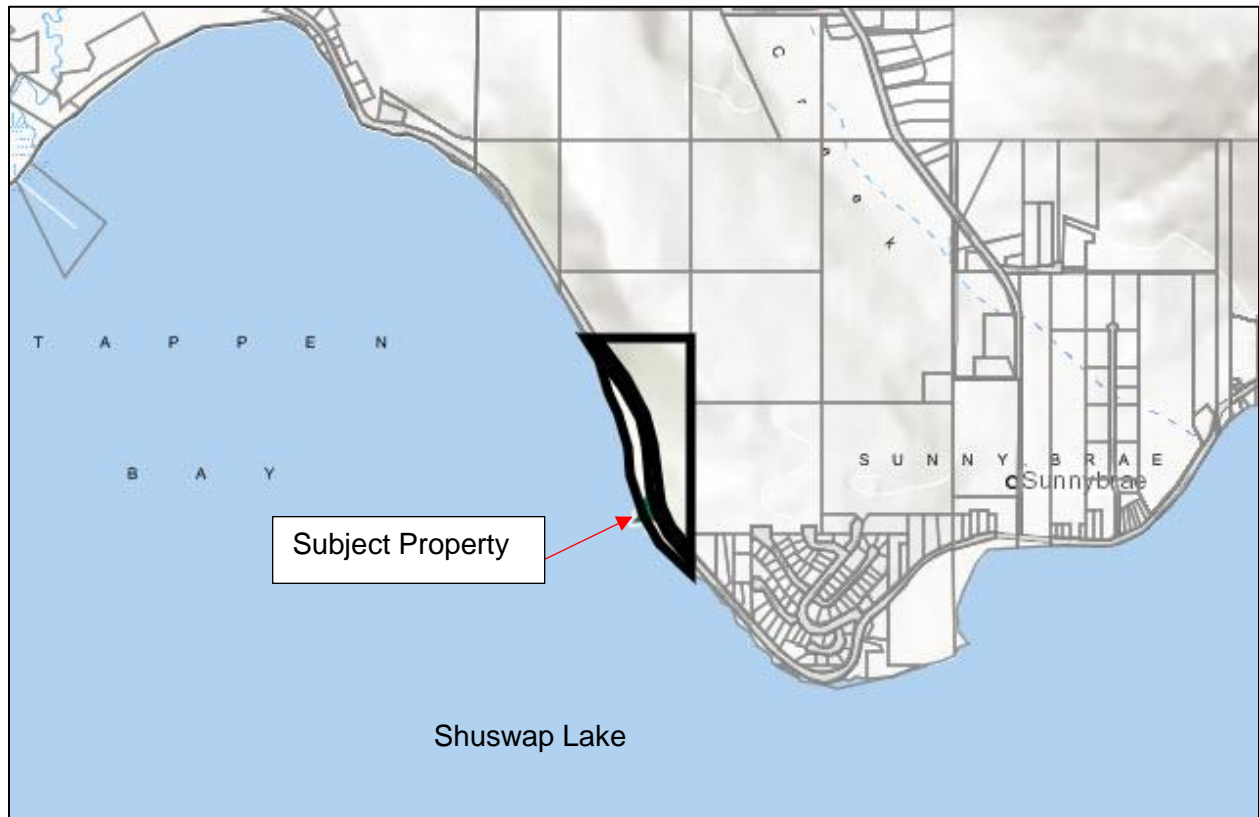 C r e e k
T A P P E N
B A Y
S U N N Y B R A E
Sunnybrae
Subject Property
Shuswap Lake